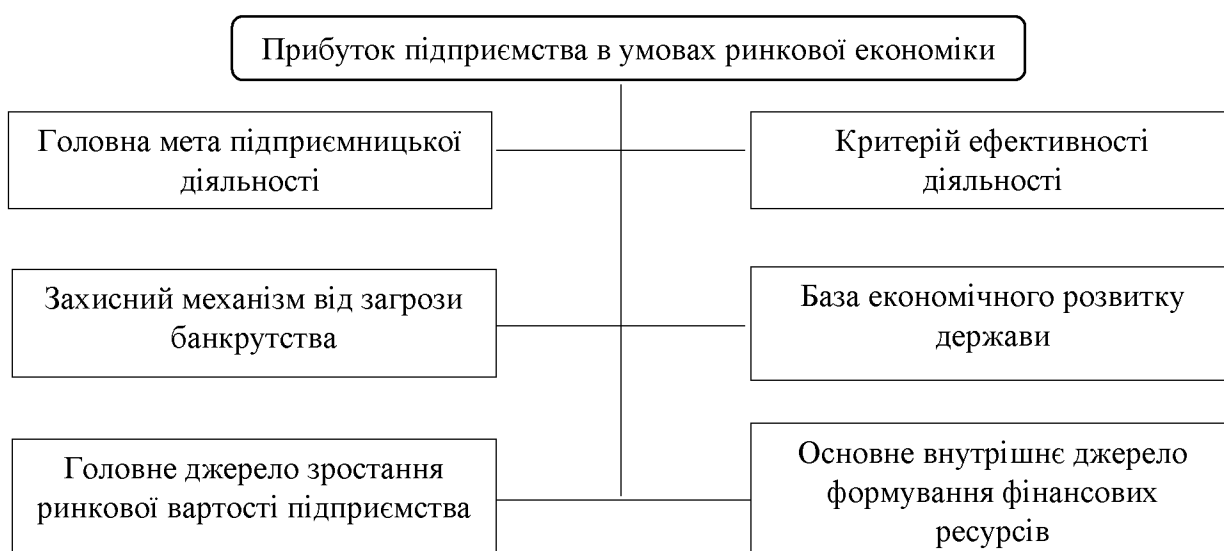 Прибуток підприємства в умовах ринкової економіки
Головна мета підприємницької
діяльності
Критерій ефективності
діяльності
Захисний механізм від загрози
банкрутства
База економічного розвитку
держави
Головне джерело зростання
ринкової вартості підприємства
Основне внутрішнє джерело
формування фінансових
ресурсів